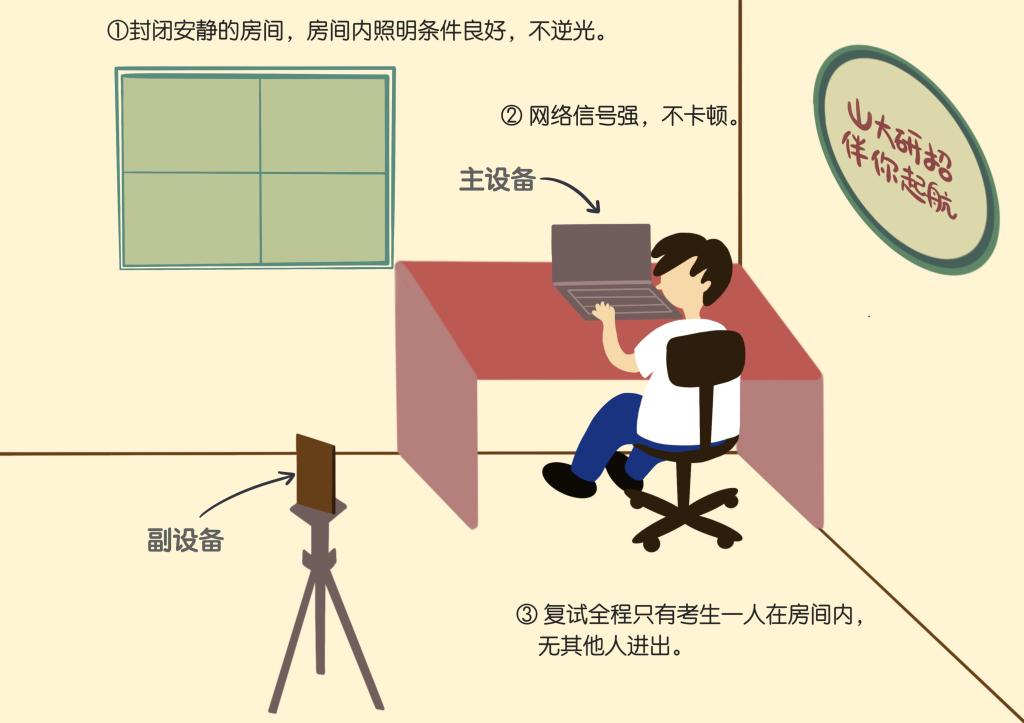 ①封闭安静的房间，房间内照明条件良好，不逆光。
② 网络信号强，不卡顿。
主设备
山大研招
伴你起航
副设备
③ 复试全程只有考生一人在房间内，
无其他人进出。